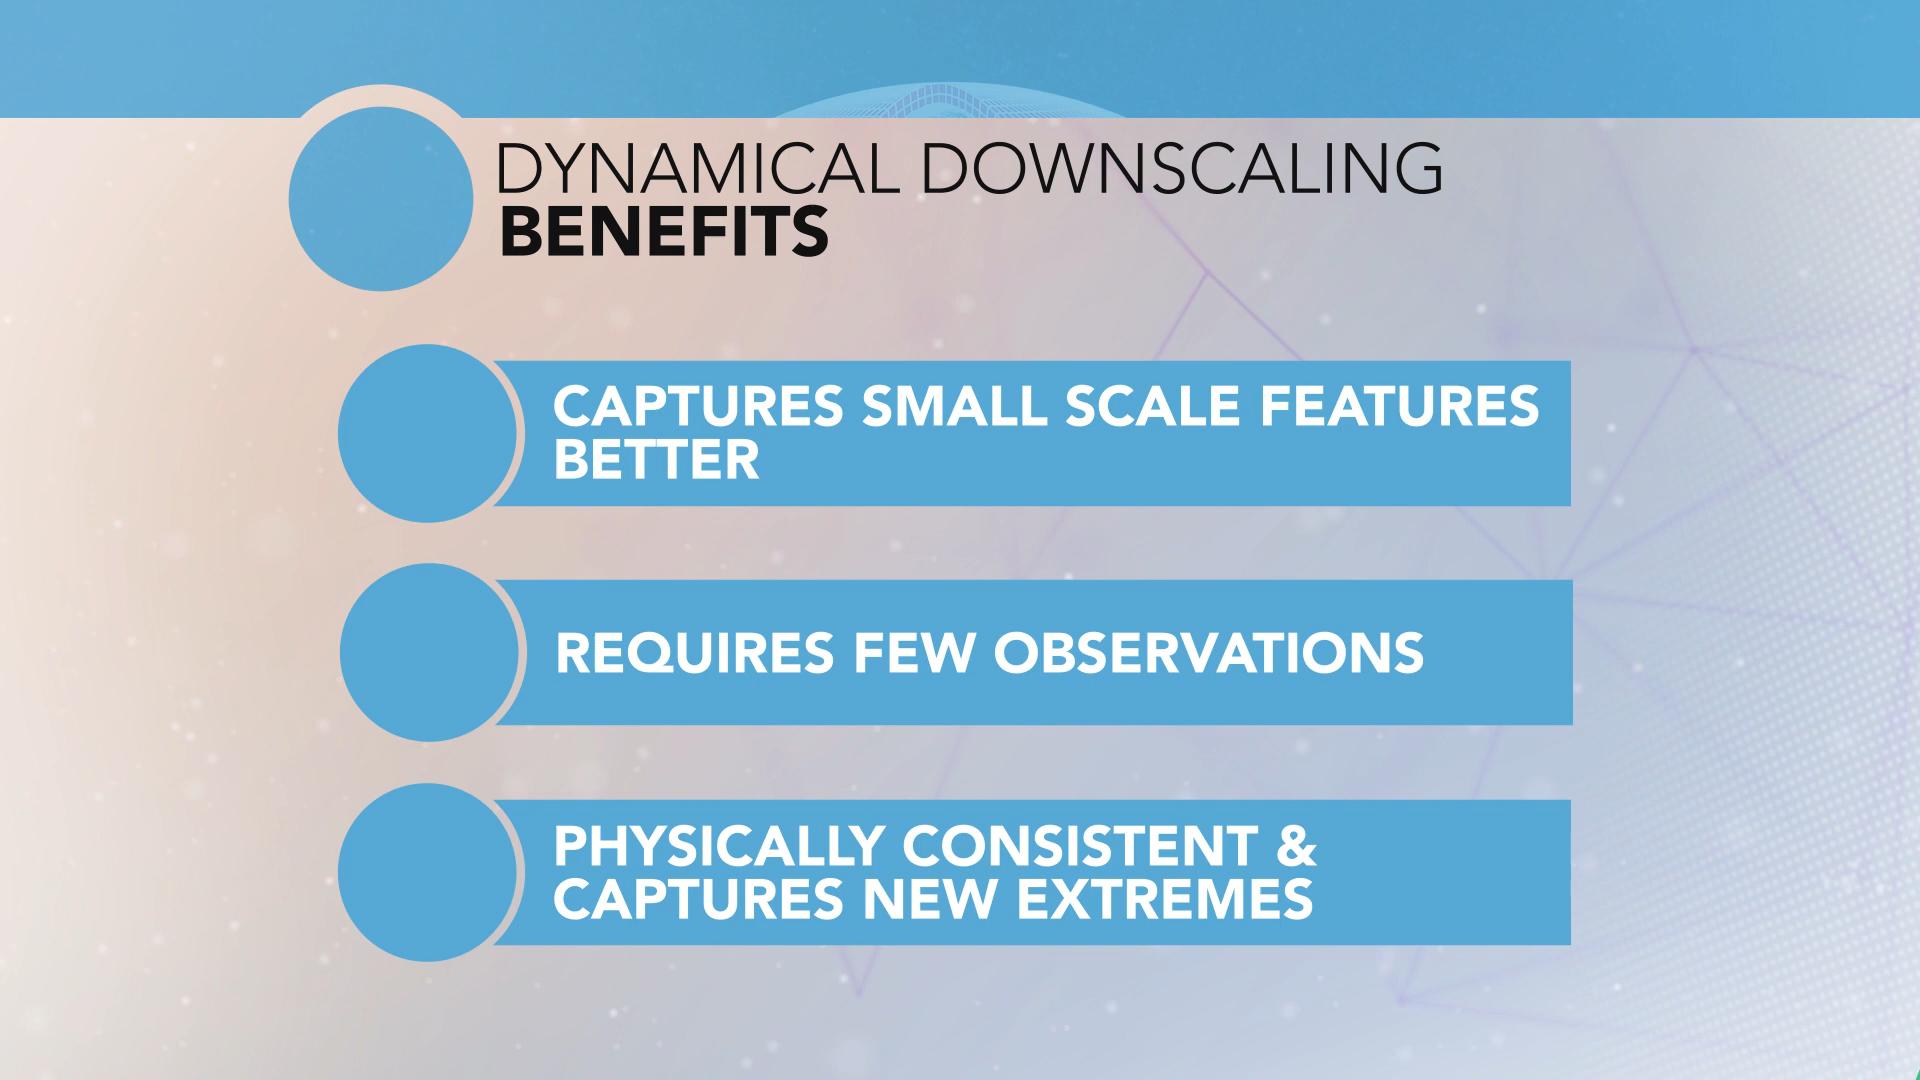 DYNAMICAL DOWNSCALING
BENEFITS
CAPTURES SMALL SCALE FEATURES
BETTER
REQUIRES FEW OBSERVATIONS
PHYSICALLY CONSISTENT &
CAPTURES NEW EXTREMES